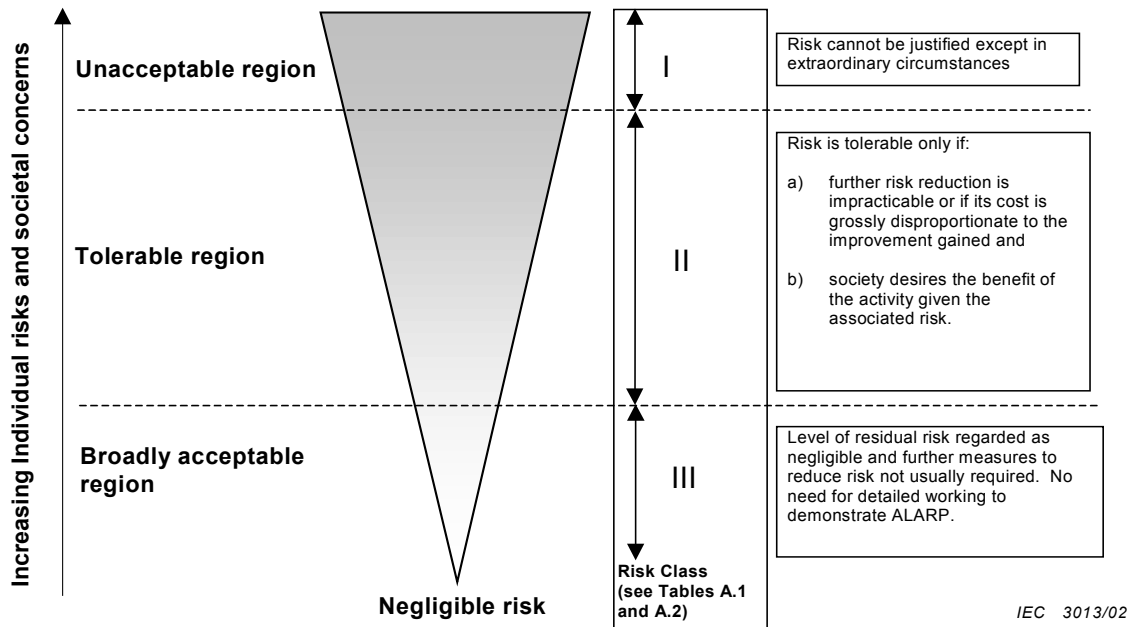 Increasing Individual risks and societal concerns
Unacceptable region
I
Risk cannot be justified except in
extraordinary circumstances
Tolerable region
II
Risk is tolerable only if:
a) further risk reduction is
impracticable or if its cost is
grossly disproportionate to the
improvement gained and
b) society desires the benefit of
the activity given the
associated risk.
Broadly acceptable
region
III
Level of residual risk regarded as
negligible and further measures to
reduce risk not usually required. No
need for detailed working to
demonstrate ALARP.
Negligible risk
Risk Class
(see Tables A.1
and A.2)
IEC 3013/02